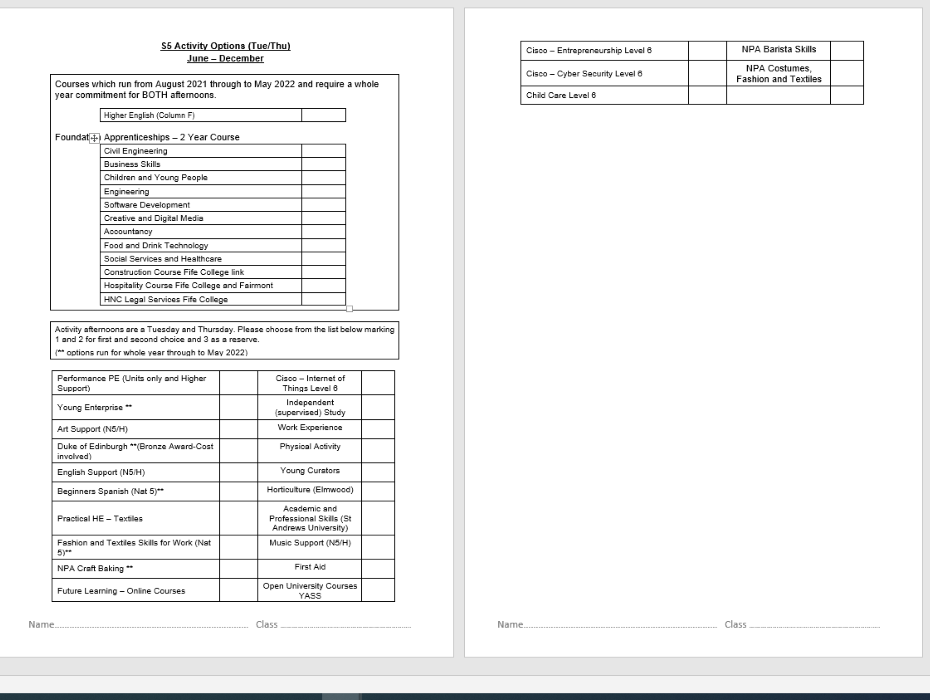 S5 Activity Options (Tue/Thu)
June – December
Courses which run from August 2021 through to May 2022 and require a whole
year commitment for BOTH afternoons.
Higher English (Column F)
Foundat Apprenticeships – 2 Year Course
Civil Engineering
Business Skills
Children and Young People
Engineering
Software Development
Creative and Digital Media
Accountancy
Food and Drink Technology
Social Services and Healthcare
Construction Course Fife College link
Hospitality Course Fife College and Fairmont
HNC Legal Services Fife College
Activity afternoons are a Tuesday and Thursday. Please choose from the list below marking
1 and 2 for first and second choice and 3 as a reserve.
(** options run for whole year through to May 2022)
Performance PE (Units only and Higher
Support)
Cisco – Internet of
Things Level 6
Young Enterprise **
Independent
(supervised) Study
Art Support (N5/H)
Work Experience
Duke of Edinburgh **(Bronze Award-Cost
involved)
Physical Activity
English Support (N5/H)
Young Curators
Beginners Spanish (Nat 5)**
Horticulture (Elmwood)
Practical HE – Textiles
Academic and
Professional Skills (St
Andrews University)
Fashion and Textiles Skills for Work (Nat
5)**
Music Support (N5/H)
NPA Craft Baking **
First Aid
Future Learning – Online Courses
Open University Courses
YASS
Name............ Class ............
Cisco – Entrepreneurship Level 6
NPA Barista Skills
Cisco – Cyber Security Level 6
NPA Costumes,
Fashion and Textiles
Child Care Level 6
Name............ Class ............